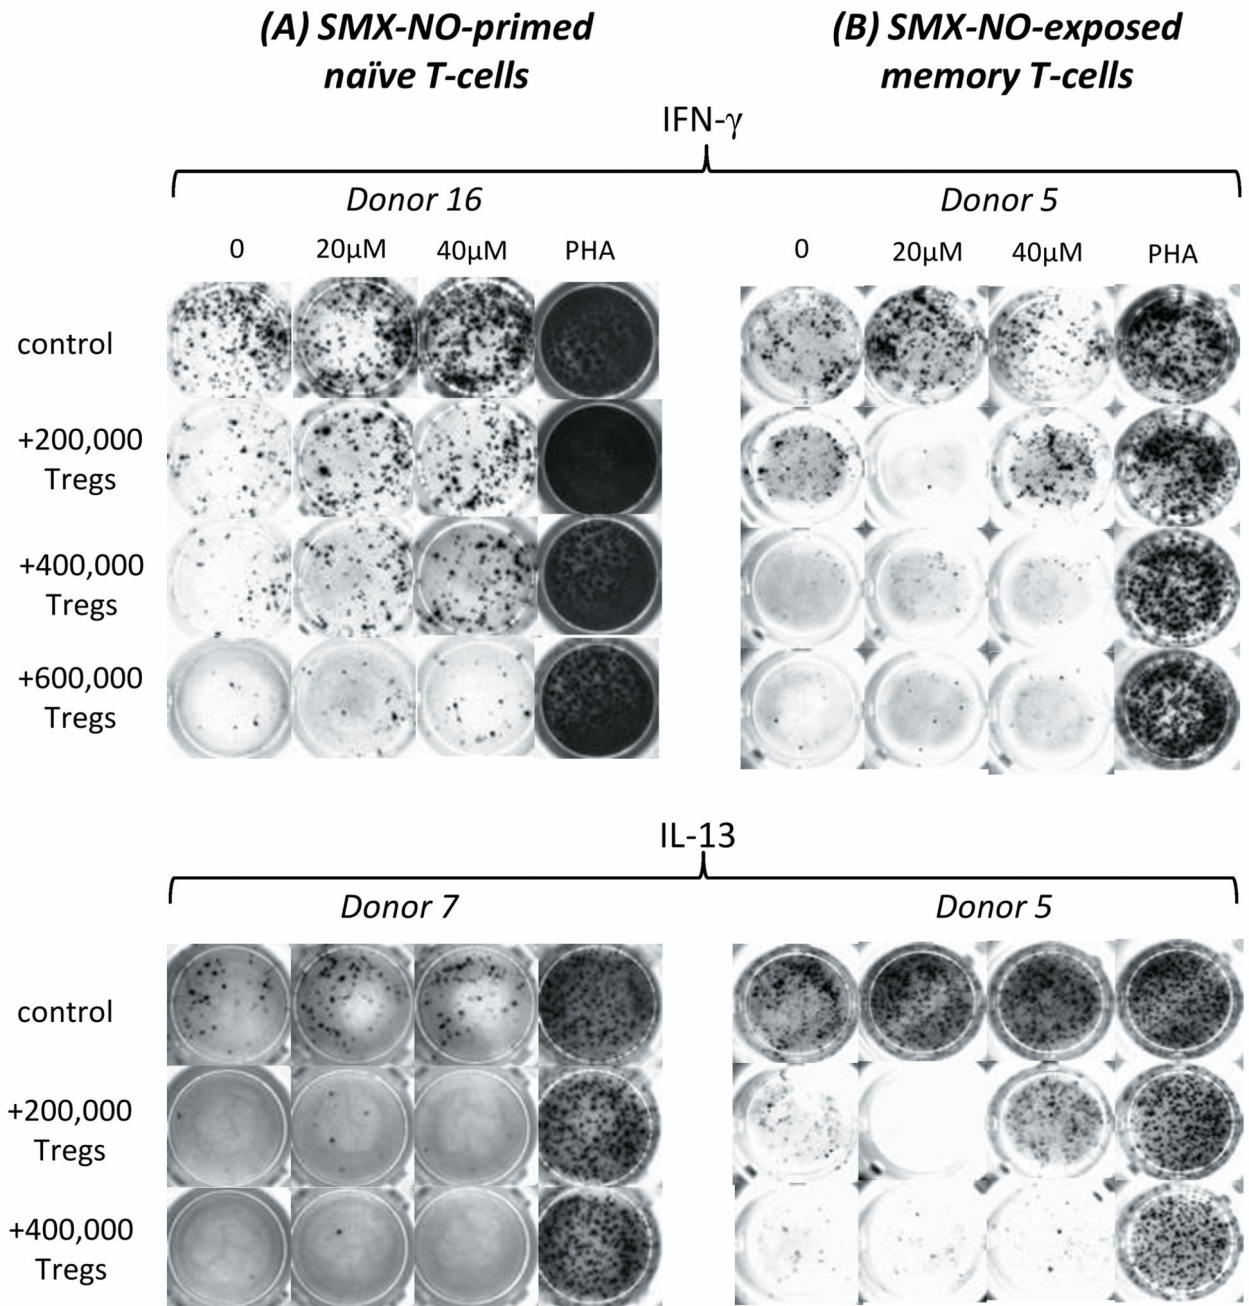 (A) SMX-NO-primed
naïve T-cells
(B) SMX-NO-exposed
memory T-cells
IFN-γ
Donor 16
Donor 5
0 20μM 40μM PHA
0 20μM 40μM PHA
control
+200,000
Tregs
+400,000
Tregs
+600,000
Tregs
IL-13
Donor 7
Donor 5
control
+200,000
Tregs
+400,000
Tregs